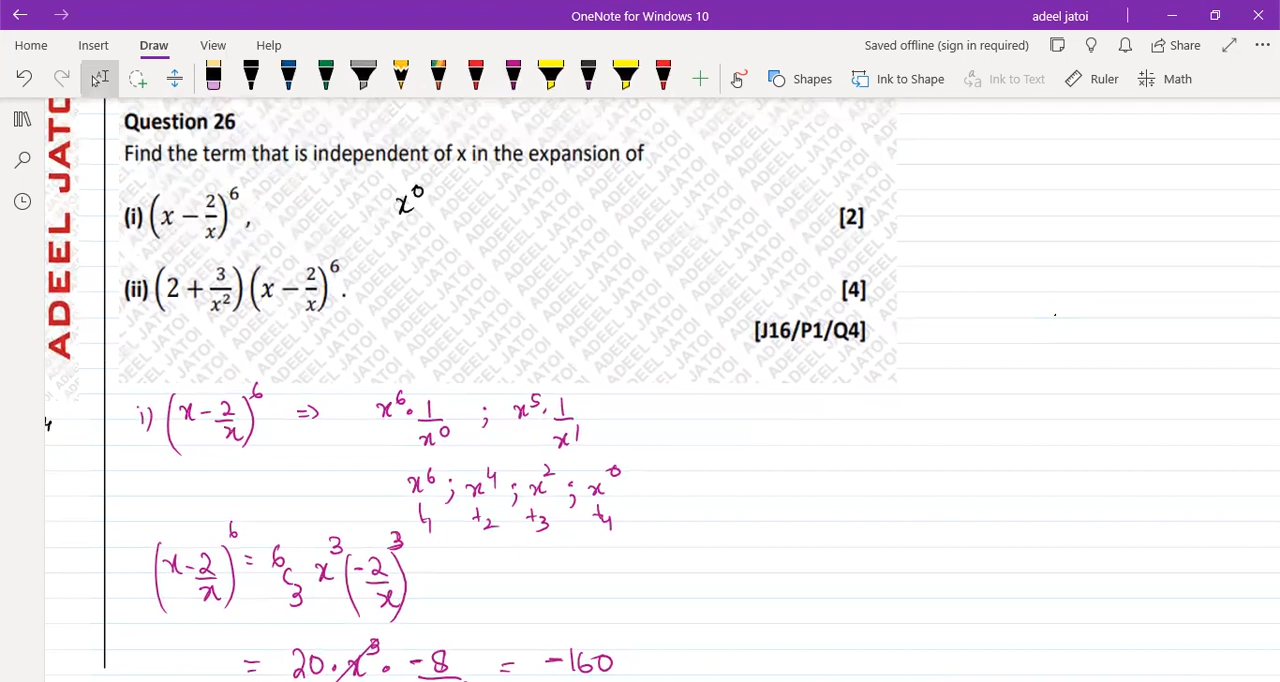 OneNote for Windows 10
adeel jatoi
Home Insert Draw View Help
Saved offline (sign in required) Share
Shapes Ink to Shape Ink to Text Ruler Math
ADEEL JATOI
Question 26
Find the term that is independent of x in the expansion of
(i) (x − 2/x)^6, [2]
x^0
(ii) (2 + 3/x²)(x − 2/x)^6. [4]
[J16/P1/Q4]
i) (x − 2/x)^6 => x^6 · 1/x^0 ; x^5 · 1/x^1
x^6 ; x^4 ; x^2 ; x^0
(x − 2/x)^6 = 6C3 x^3 (−2/x)^3
= 20 · x^3 · −8 = −160